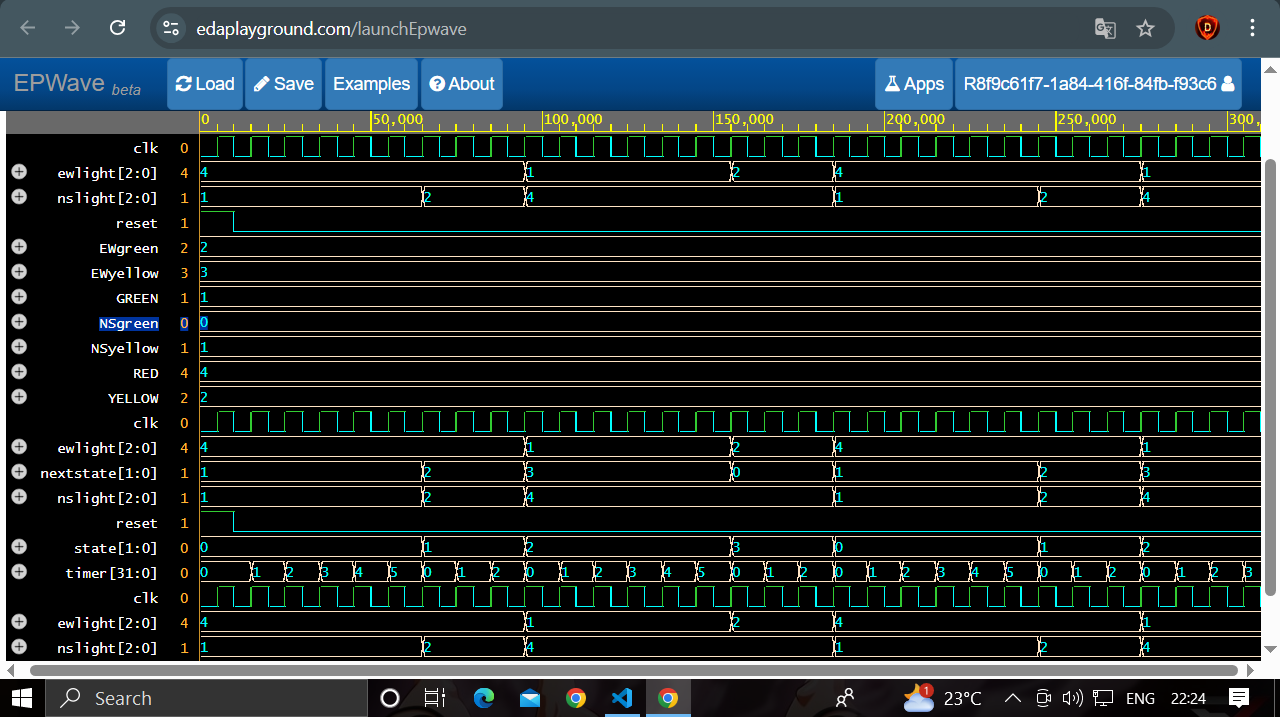 edaplayground.com/launchEpwave
EPWave beta Load Save Examples About Apps R8f9c61f7-1a84-416f-84fb-f93c6
0 50,000 100,000 150,000 200,000 250,000 300,
clk 0
ewlight[2:0] 4 4 1 2 4 1
nslight[2:0] 1 1 2 4 1 2 4
reset 1
EWgreen 2 2
EWyellow 3 3
GREEN 1 1
NSgreen 0 0
NSyellow 1 1
RED 4 4
YELLOW 2 2
clk 0
ewlight[2:0] 4 4 1 2 4 1
nextstate[1:0] 1 1 2 3 0 1 2 3
nslight[2:0] 1 1 2 4 1 2 4
reset 1
state[1:0] 0 0 1 2 3 0 1 2
timer[31:0] 0 0 1 2 3 4 5 0 1 2 0 1 2 3 4 5 0 1 2 0 1 2 3 4 5 0 1 2 0 1 2 3
clk 0
ewlight[2:0] 4 4 1 2 4 1
nslight[2:0] 1 1 2 4 1 2 4
Search 1 23°C ENG 22:24